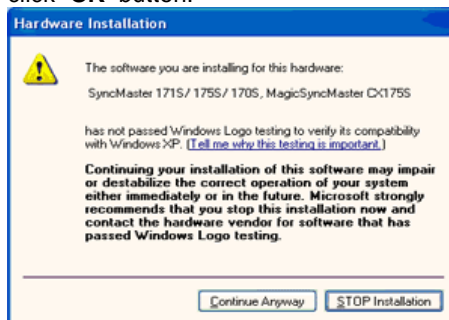 click "OK" button.
Hardware Installation
The software you are installing for this hardware:
SyncMaster 171S/ 175S/ 170S, MagicSyncMaster CX175S
has not passed Windows Logo testing to verify its compatibility
with Windows XP. (Tell me why this testing is important.)
Continuing your installation of this software may impair
or destabilize the correct operation of your system
either immediately or in the future. Microsoft strongly
recommends that you stop this installation now and
contact the hardware vendor for software that has
passed Windows Logo testing.
Continue Anyway
STOP Installation